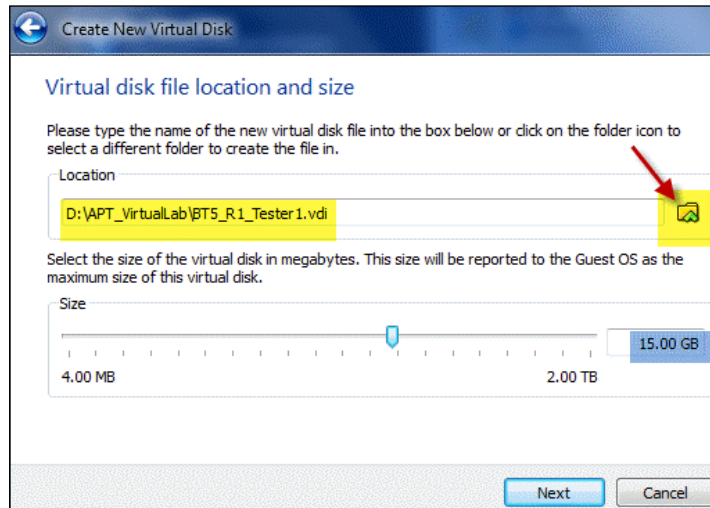 Create New Virtual Disk
Virtual disk file location and size
Please type the name of the new virtual disk file into the box below or click on the folder icon to
select a different folder to create the file in.
Location
D:\APT_VirtualLab\BT5_R1_Tester1.vdi
Select the size of the virtual disk in megabytes. This size will be reported to the Guest OS as the
maximum size of this virtual disk.
Size
15.00 GB
4.00 MB 2.00 TB
Next Cancel